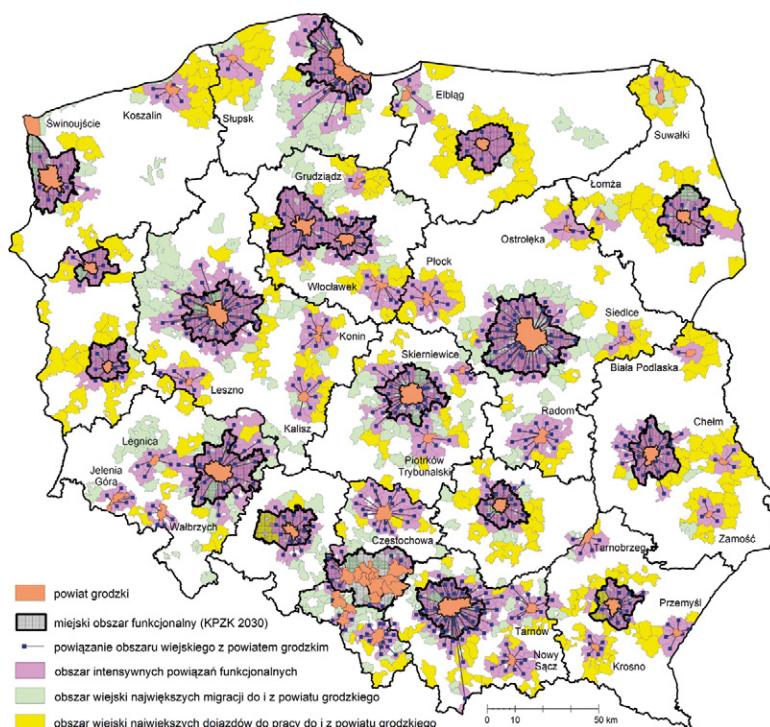 Świnoujście
Koszalin
Słupsk
Elbląg
Suwałki
Grudziądz
Łomża
Ostrołęka
Płock
Włocławek
Konin
Siedlce
Skierniewice
Biała Podlaska
Leszno
Kalisz
Radom
Chełm
Legnica
Piotrków
Trybunalski
Jelenia
Góra
Wałbrzych
Zamość
Częstochowa
Tarnobrzeg
Przemyśl
Tarnów
Nowy
Sącz
Krosno
powiat grodzki
miejski obszar funkcjonalny (KPZK 2030)
powiązanie obszaru wiejskiego z powiatem grodzkim
obszar intensywnych powiązań funkcjonalnych
obszar wiejski największych migracji do i z powiatu grodzkiego
obszar wiejski największych dojazdów do pracy do i z powiatu grodzkiego
0 10 20 50 km